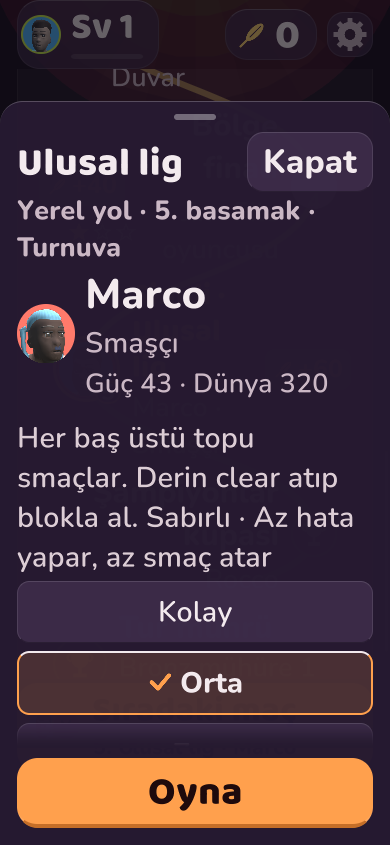 Sv 1
0
Duvar
Ulusal lig
Kapat
Yerel yol · 5. basamak ·
Turnuva
Marco
Smaşçı
Güç 43 · Dünya 320
Her baş üstü topu
smaçlar. Derin clear atıp
blokla al. Sabırlı · Az hata
yapar, az smaç atar
Kolay
Orta
Oyna